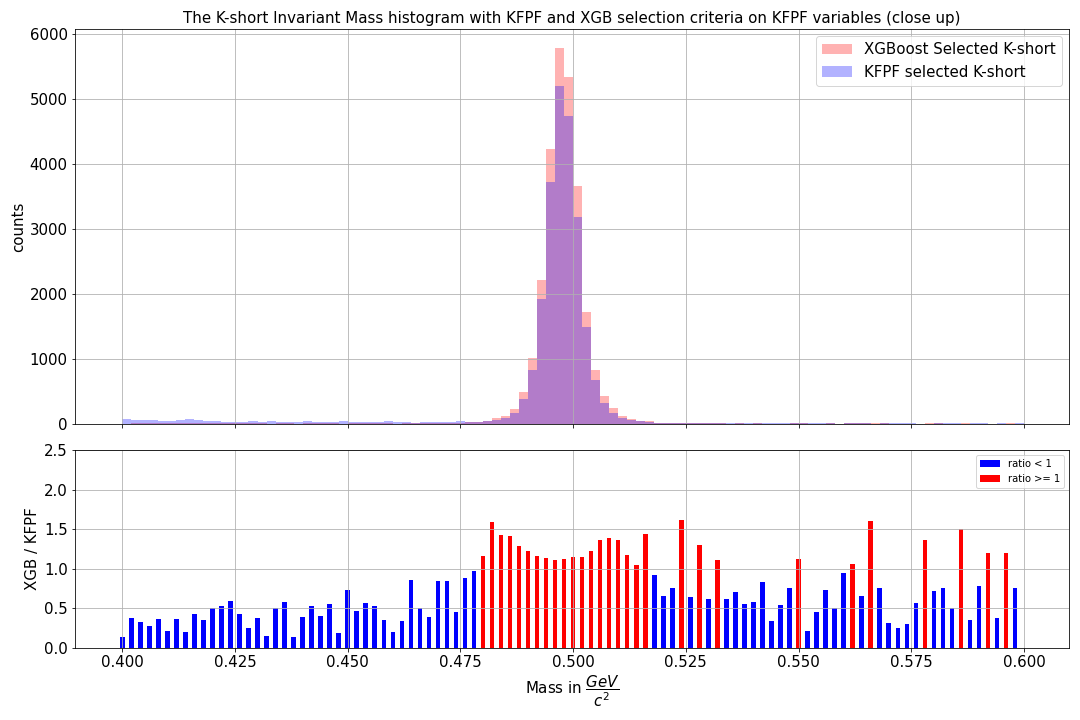 The K-short Invariant Mass histogram with KFPF and XGB selection criteria on KFPF variables (close up)
6000
5000
4000
3000
2000
1000
0
counts
XGBoost Selected K-short
KFPF selected K-short
2.5
2.0
1.5
1.0
0.5
0.0
XGB / KFPF
ratio < 1
ratio >= 1
0.400 0.425 0.450 0.475 0.500 0.525 0.550 0.575 0.600
Mass in GeV/c²